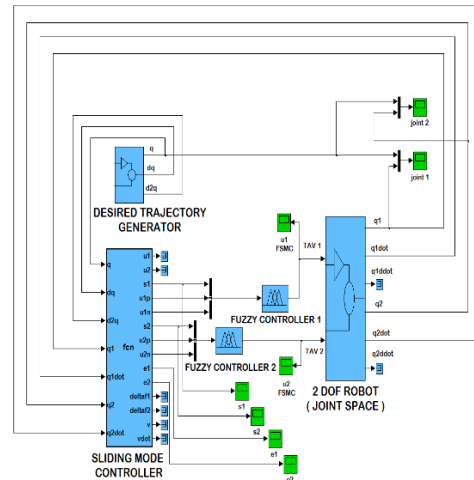 joint 2
q
dq
d2q
joint 1
DESIRED TRAJECTORY
GENERATOR
q1
u1
FSMC
TAV 1
q1dot
q
u1
u2
s1
q1ddot
dq
s1p
u1n
q2
d2q
s2
FUZZY CONTROLLER 1
q1
fcn
s2p
q2dot
u2n
TAV 2
q1dot
e1
FUZZY CONTROLLER 2
q2ddot
e2
u2
FSMC
2 DOF ROBOT
( JOINT SPACE )
q2
deltaf1
deltaf2
s1
v
q2dot
vdot
s2
SLIDING MODE
CONTROLLER
e1